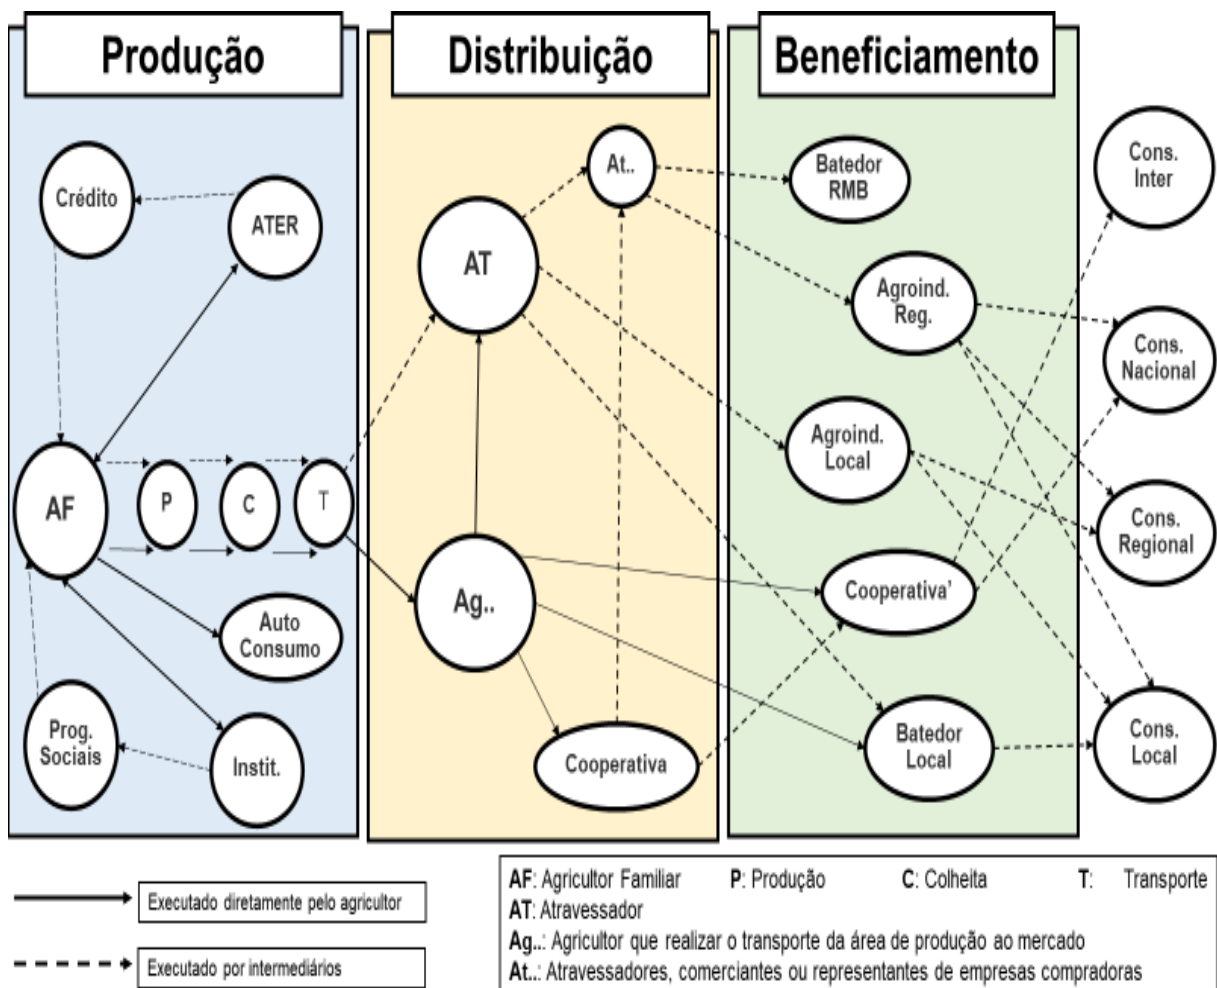 Produção
Distribuição
Beneficiamento
Crédito
ATER
AF
P
C
T
Auto
Consumo
Prog.
Sociais
Instit.
At..
AT
Ag..
Cooperativa
Batedor
RMB
Agroind.
Reg.
Agroind.
Local
Cooperativa’
Batedor
Local
Cons.
Inter
Cons.
Nacional
Cons.
Regional
Cons.
Local
Executado diretamente pelo agricultor
Executado por intermediários
AF: Agricultor Familiar P: Produção C: Colheita T: Transporte
AT: Atravessador
Ag..: Agricultor que realizar o transporte da área de produção ao mercado
At..: Atravessadores, comerciantes ou representantes de empresas compradoras